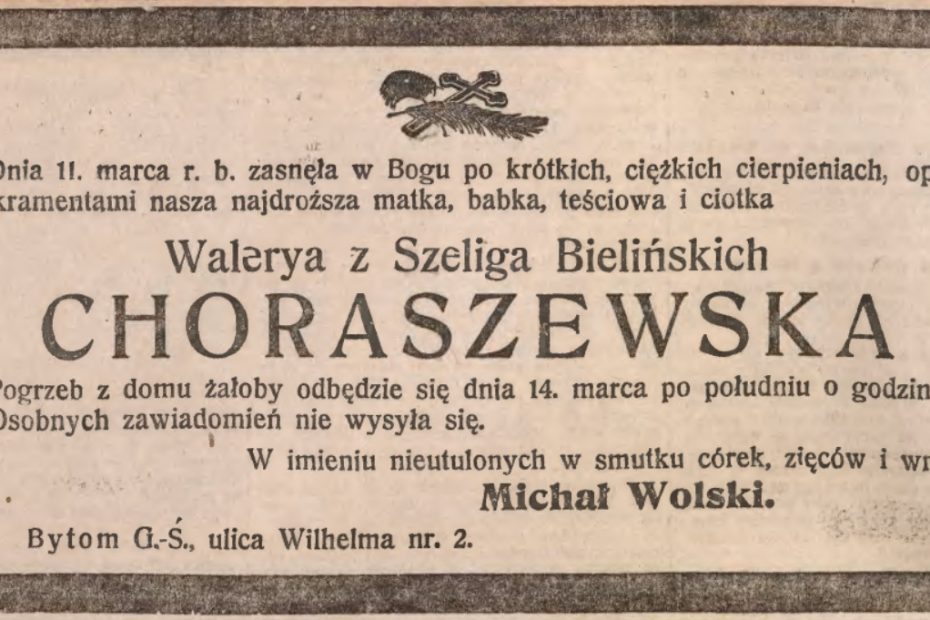 Dnia 11. marca r. b. zasnęła w Bogu po krótkich, ciężkich cierpieniach, op
kramentami nasza najdroższa matka, babka, teściowa i ciotka
Walerya z Szeliga Bielińskich
CHORASZEWSKA
Pogrzeb z domu żałoby odbędzie się dnia 14. marca po południu o godzin
Osobnych zawiadomień nie wysyła się.
W imieniu nieutulonych w smutku córek, zięców i wn
Michał Wolski.
Bytom G.-Ś., ulica Wilhelma nr. 2.